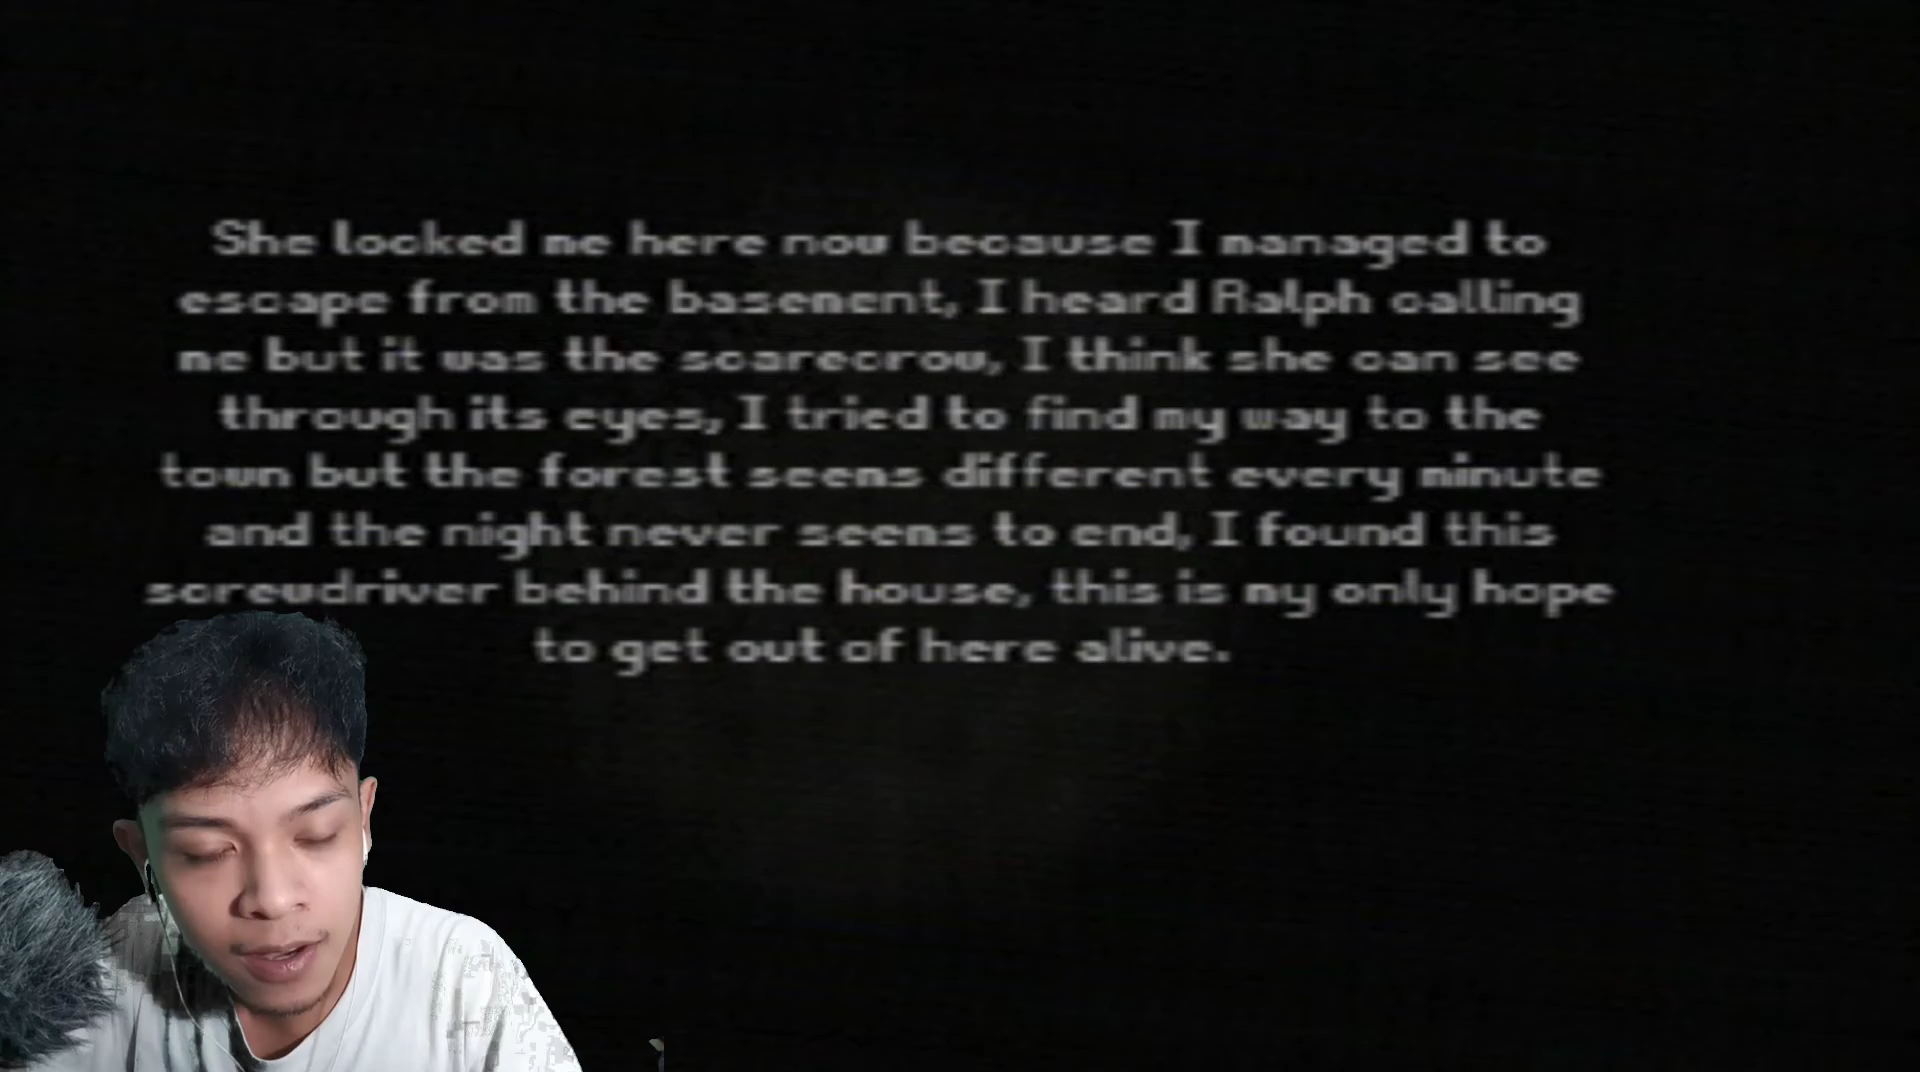 She locked me here now because I managed to
escape from the basement, I heard Ralph calling
me but it was the scarecrow, I think she can see
through its eyes, I tried to find my way to the
town but the forest seems different every minute
and the night never seems to end, I found this
screwdriver behind the house, this is my only hope
to get out of here alive.